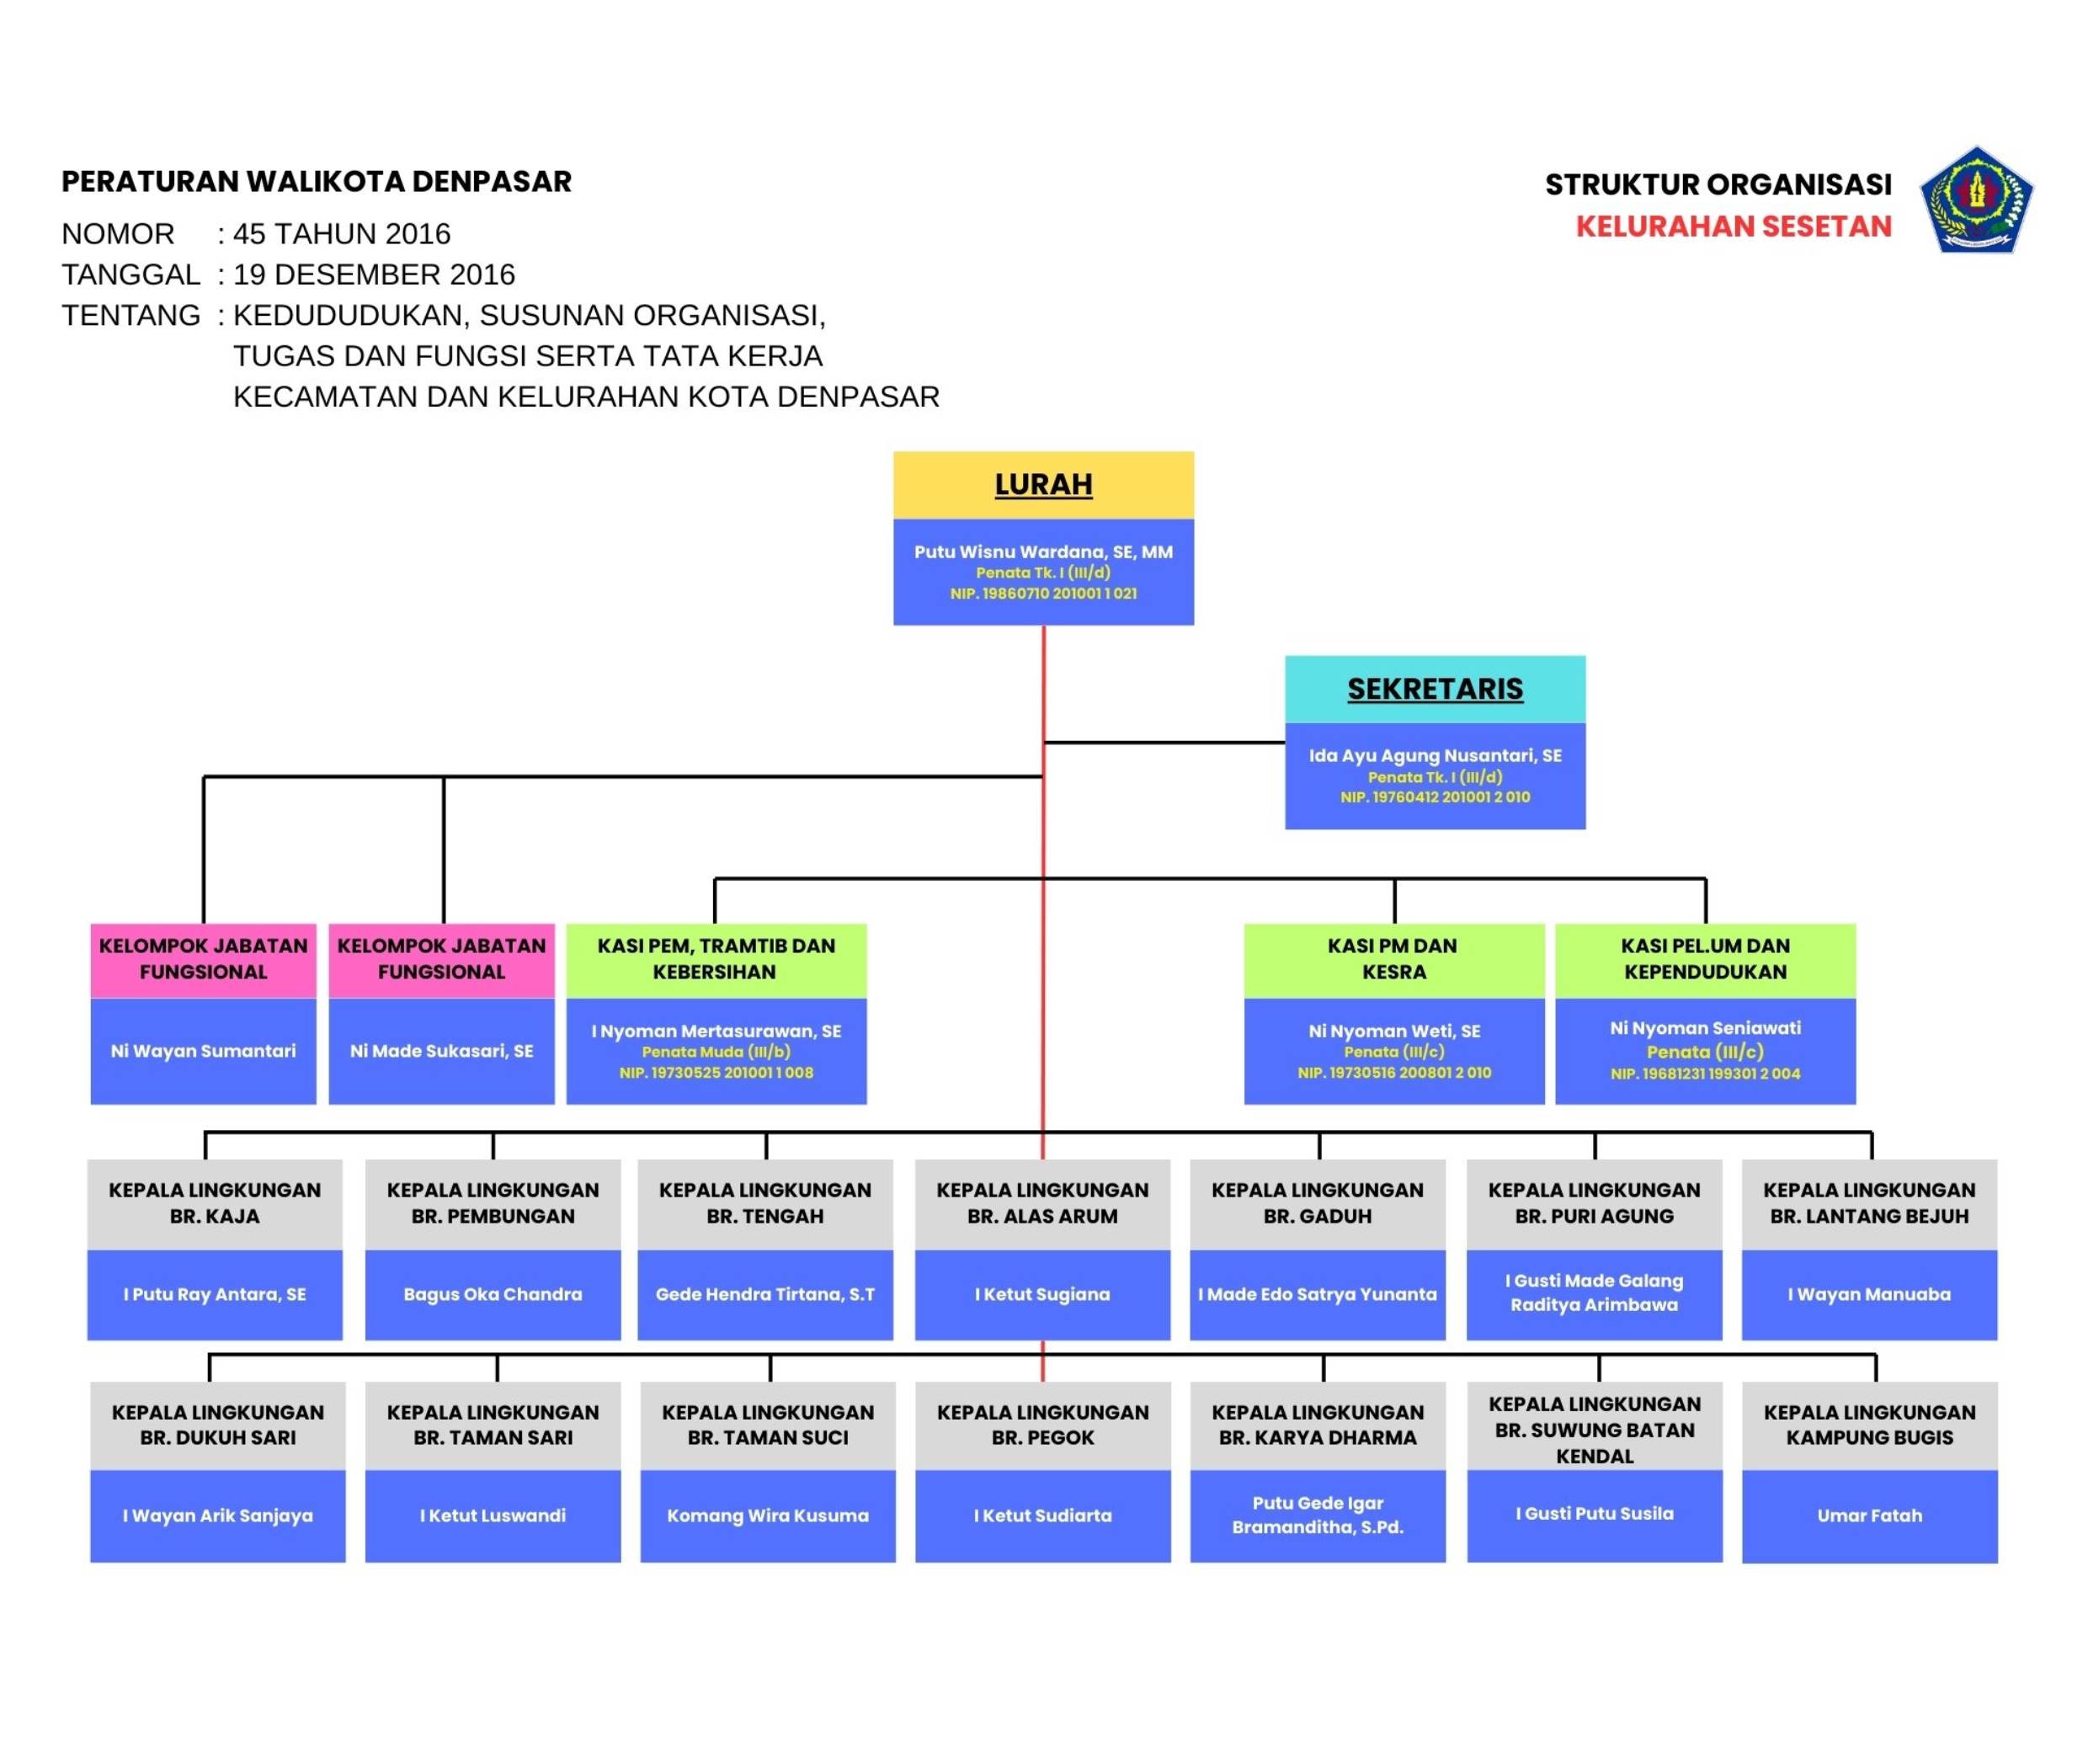 PERATURAN WALIKOTA DENPASAR
NOMOR : 45 TAHUN 2016
TANGGAL : 19 DESEMBER 2016
TENTANG : KEDUDUDUKAN, SUSUNAN ORGANISASI,
TUGAS DAN FUNGSI SERTA TATA KERJA
KECAMATAN DAN KELURAHAN KOTA DENPASAR
STRUKTUR ORGANISASI
KELURAHAN SESETAN
LURAH
Putu Wisnu Wardana, SE, MM
Penata Tk. I (III/d)
NIP. 19860710 201001 1 021
SEKRETARIS
Ida Ayu Agung Nusantari, SE
Penata Tk. I (III/d)
NIP. 19760412 201001 2 010
KELOMPOK JABATAN
FUNGSIONAL
Ni Wayan Sumantari
KELOMPOK JABATAN
FUNGSIONAL
Ni Made Sukasari, SE
KASI PEM, TRAMTIB DAN
KEBERSIHAN
I Nyoman Mertasurawan, SE
Penata Muda (III/b)
NIP. 19730525 201001 1 008
KASI PM DAN
KESRA
Ni Nyoman Weti, SE
Penata (III/c)
NIP. 19730516 200801 2 010
KASI PEL.UM DAN
KEPENDUDUKAN
Ni Nyoman Seniawati
Penata (III/c)
NIP. 19681231 199301 2 004
KEPALA LINGKUNGAN
BR. KAJA
I Putu Ray Antara, SE
KEPALA LINGKUNGAN
BR. PEMBUNGAN
Bagus Oka Chandra
KEPALA LINGKUNGAN
BR. TENGAH
Gede Hendra Tirtana, S.T
KEPALA LINGKUNGAN
BR. ALAS ARUM
I Ketut Sugiana
KEPALA LINGKUNGAN
BR. GADUH
I Made Edo Satrya Yunanta
KEPALA LINGKUNGAN
BR. PURI AGUNG
I Gusti Made Galang
Raditya Arimbawa
KEPALA LINGKUNGAN
BR. LANTANG BEJUH
I Wayan Manuaba
KEPALA LINGKUNGAN
BR. DUKUH SARI
I Wayan Arik Sanjaya
KEPALA LINGKUNGAN
BR. TAMAN SARI
I Ketut Luswandi
KEPALA LINGKUNGAN
BR. TAMAN SUCI
Komang Wira Kusuma
KEPALA LINGKUNGAN
BR. PEGOK
I Ketut Sudiarta
KEPALA LINGKUNGAN
BR. KARYA DHARMA
Putu Gede Igar
Bramanditha, S.Pd.
KEPALA LINGKUNGAN
BR. SUWUNG BATAN
KENDAL
I Gusti Putu Susila
KEPALA LINGKUNGAN
KAMPUNG BUGIS
Umar Fatah